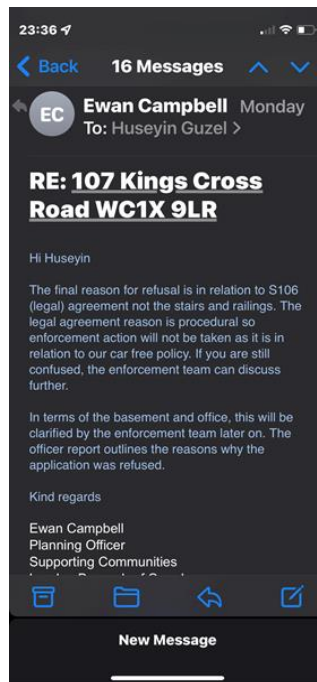 23:36
Back 16 Messages
EC Ewan Campbell Monday
To: Huseyin Guzel >
RE: 107 Kings Cross
Road WC1X 9LR
Hi Huseyin
The final reason for refusal is in relation to S106
(legal) agreement not the stairs and railings. The
legal agreement reason is procedural so
enforcement action will not be taken as it is in
relation to our car free policy. If you are still
confused, the enforcement team can discuss
further.
In terms of the basement and office, this will be
clarified by the enforcement team later on. The
officer report outlines the reasons why the
application was refused.
Kind regards
Ewan Campbell
Planning Officer
Supporting Communities
New Message